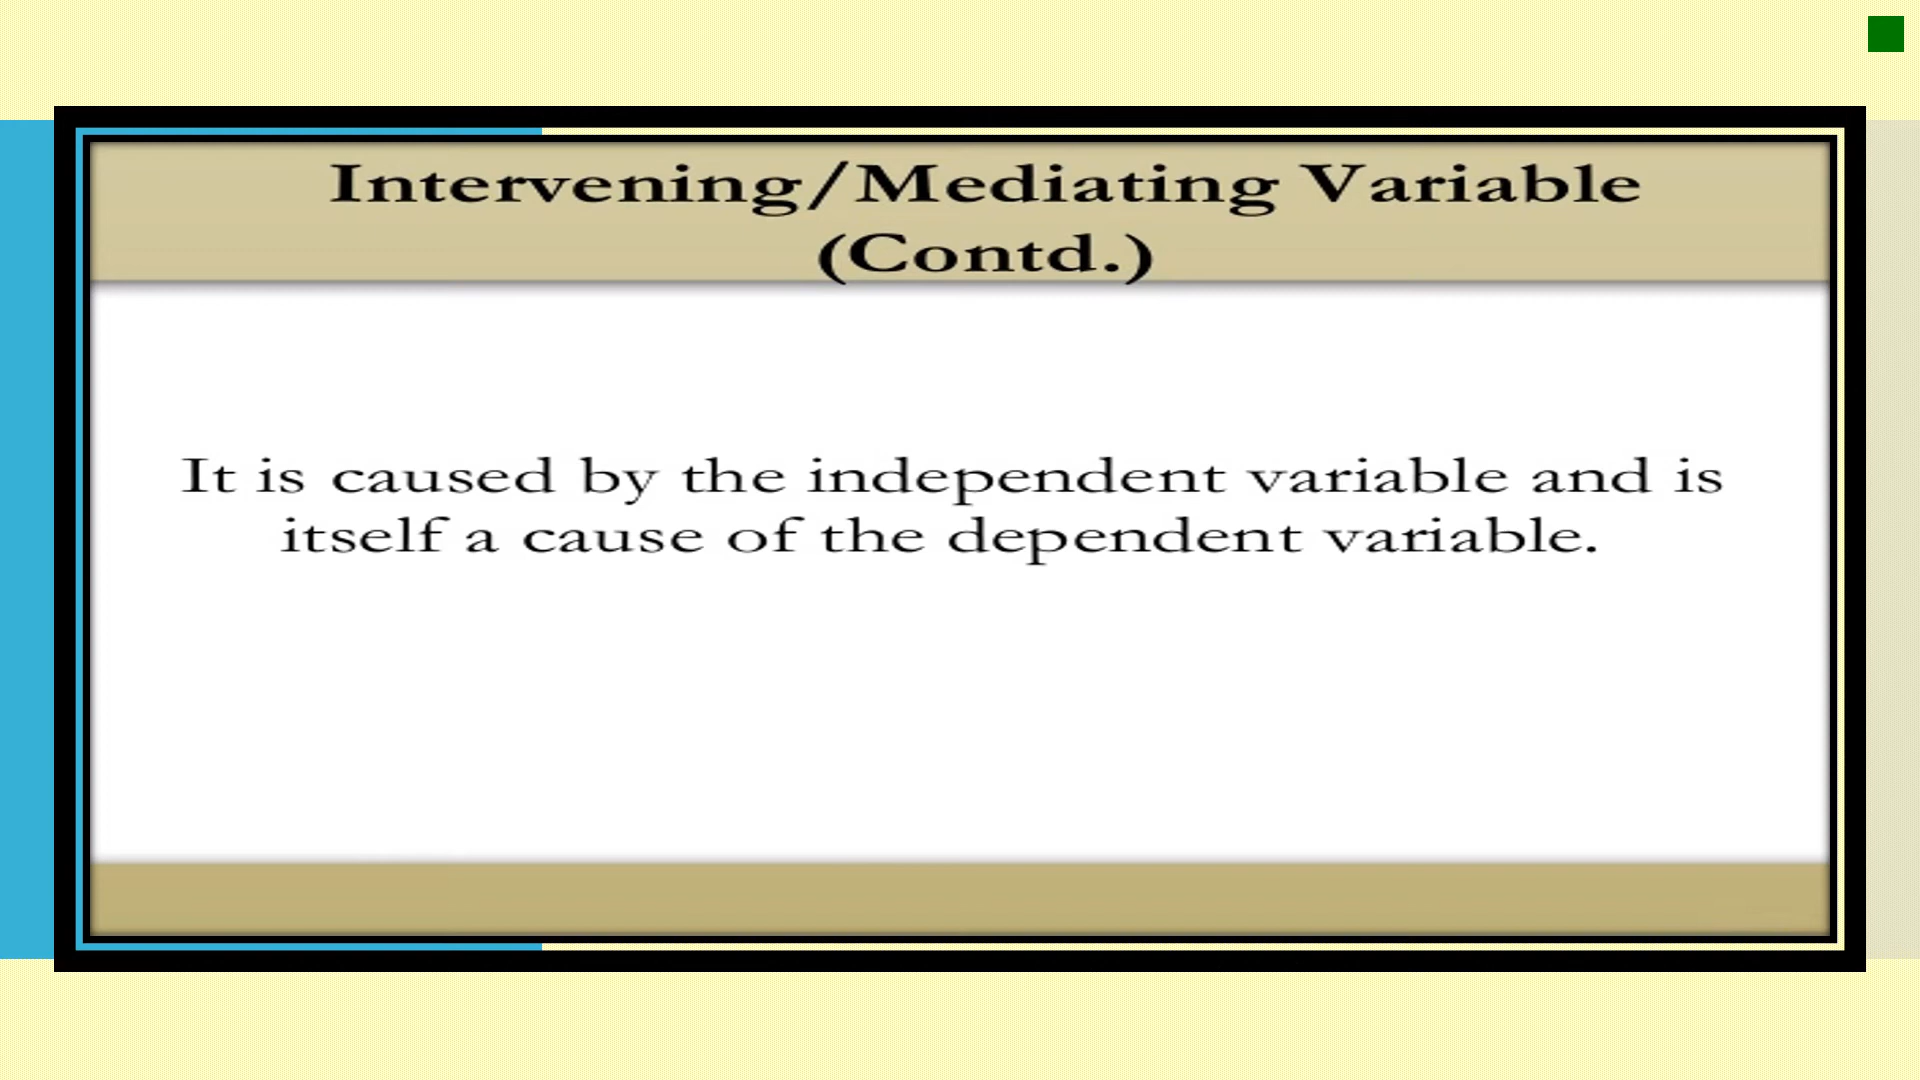 Intervening/Mediating Variable
(Contd.)
It is caused by the independent variable and is
itself a cause of the dependent variable.